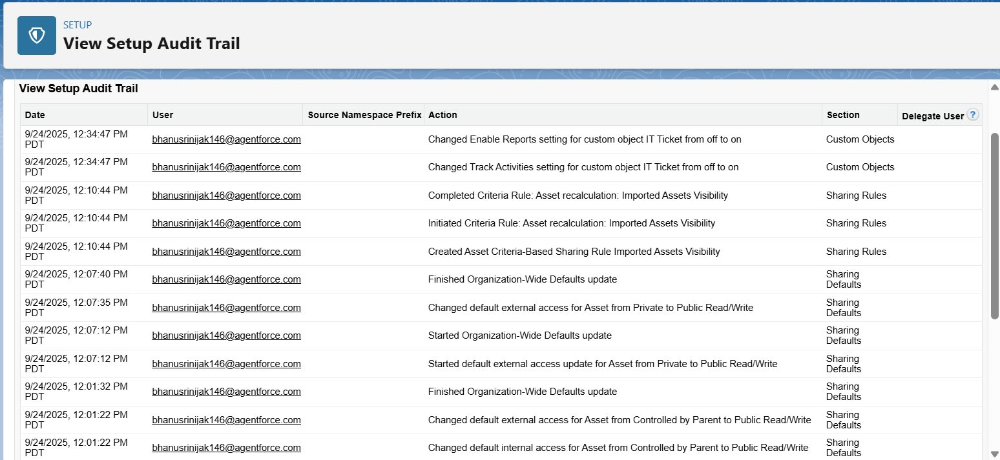 SETUP
View Setup Audit Trail
View Setup Audit Trail
Date User Source Namespace Prefix Action Section Delegate User ?
9/24/2025, 12:34:47 PM PDT bhanusrinijak146@agentforce.com Changed Enable Reports setting for custom object IT Ticket from off to on Custom Objects
9/24/2025, 12:34:47 PM PDT bhanusrinijak146@agentforce.com Changed Track Activities setting for custom object IT Ticket from off to on Custom Objects
9/24/2025, 12:10:44 PM PDT bhanusrinijak146@agentforce.com Completed Criteria Rule: Asset recalculation: Imported Assets Visibility Sharing Rules
9/24/2025, 12:10:44 PM PDT bhanusrinijak146@agentforce.com Initiated Criteria Rule: Asset recalculation: Imported Assets Visibility Sharing Rules
9/24/2025, 12:10:44 PM PDT bhanusrinijak146@agentforce.com Created Asset Criteria-Based Sharing Rule Imported Assets Visibility Sharing Rules
9/24/2025, 12:07:40 PM PDT bhanusrinijak146@agentforce.com Finished Organization-Wide Defaults update Sharing Defaults
9/24/2025, 12:07:35 PM PDT bhanusrinijak146@agentforce.com Changed default external access for Asset from Private to Public Read/Write Sharing Defaults
9/24/2025, 12:07:12 PM PDT bhanusrinijak146@agentforce.com Started Organization-Wide Defaults update Sharing Defaults
9/24/2025, 12:07:12 PM PDT bhanusrinijak146@agentforce.com Started default external access update for Asset from Private to Public Read/Write Sharing Defaults
9/24/2025, 12:01:32 PM PDT bhanusrinijak146@agentforce.com Finished Organization-Wide Defaults update Sharing Defaults
9/24/2025, 12:01:22 PM PDT bhanusrinijak146@agentforce.com Changed default external access for Asset from Controlled by Parent to Public Read/Write Sharing Defaults
9/24/2025, 12:01:22 PM PDT bhanusrinijak146@agentforce.com Changed default internal access for Asset from Controlled by Parent to Public Read/Write Sharing Defaults